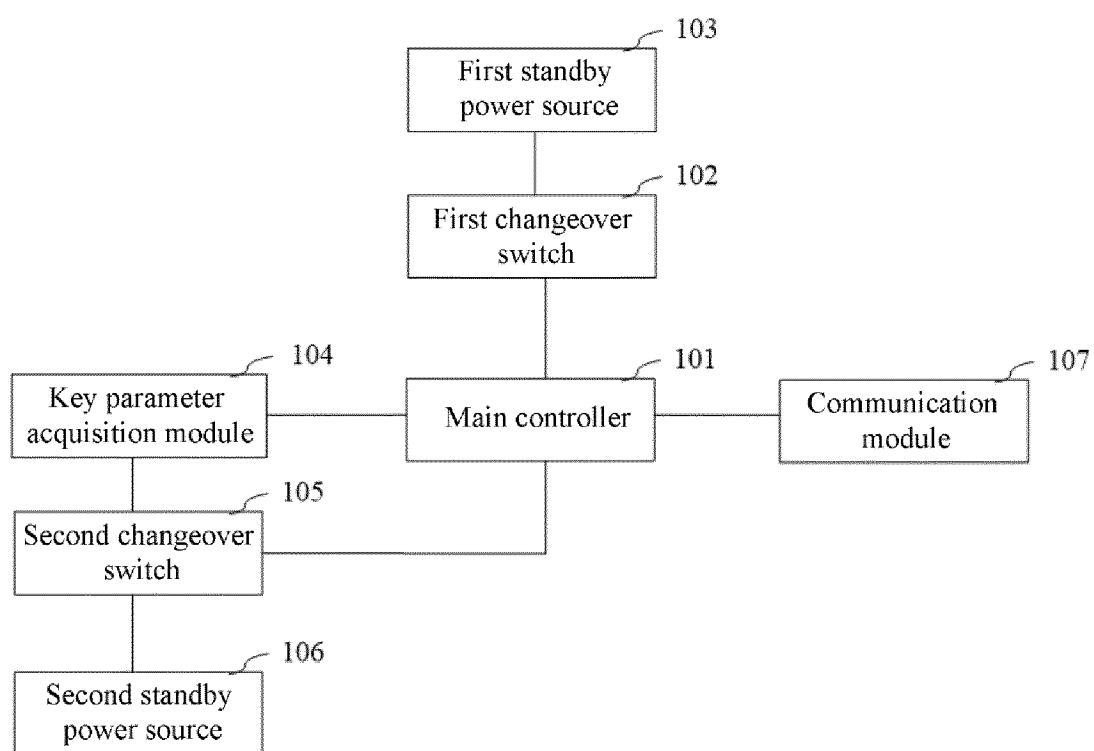 103
First standby
power source
102
First changeover
switch
104
Key parameter
acquisition module
101
Main controller
107
Communication
module
105
Second changeover
switch
106
Second standby
power source